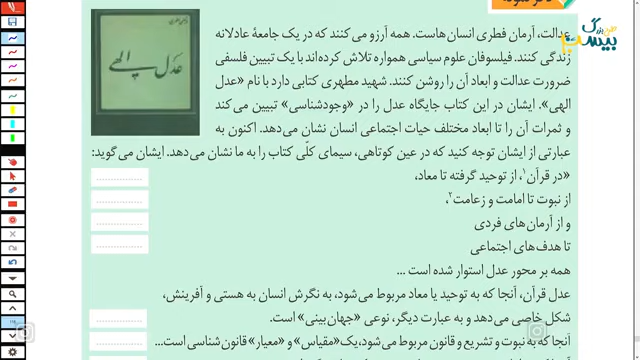 ذکر نمونه
عدالت، آرمان فطری انسان هاست. همه آرزو می کنند که در یک جامعهٔ عادلانه
زندگی کنند. فیلسوفان علوم سیاسی همواره تلاش کرده‌اند با یک تبیین فلسفی
ضرورت عدالت و ابعاد آن را روشن کنند. شهید مطهری کتابی دارد با نام «عدل
الهی». ایشان در این کتاب جایگاه عدل را در «وجودشناسی» تبیین می کند
و ثمرات آن را تا ابعاد مختلف حیات اجتماعی انسان نشان می‌دهد. اکنون به
عبارتی از ایشان توجه کنید که در عین کوتاهی، سیمای کلّی کتاب را به ما نشان می‌دهد. ایشان می گوید:
«در قرآن۱، از توحید گرفته تا معاد، ............
از نبوت تا امامت و زعامت۲، ............
و از آرمان های فردی ............
تا هدف های اجتماعی ............
همه بر محور عدل استوار شده است ...
عدل قرآن، آنجا که به توحید یا معاد مربوط می‌شود، به نگرش انسان به هستی و آفرینش،
شکل خاصی می‌دهد و به عبارت دیگر، نوعی «جهان‌بینی» است. ............
آنجا که به نبوت و تشریع و قانون مربوط می‌شود، یک «مقیاس» و «معیار» قانون شناسی است... ............
عدل الهی
بیست